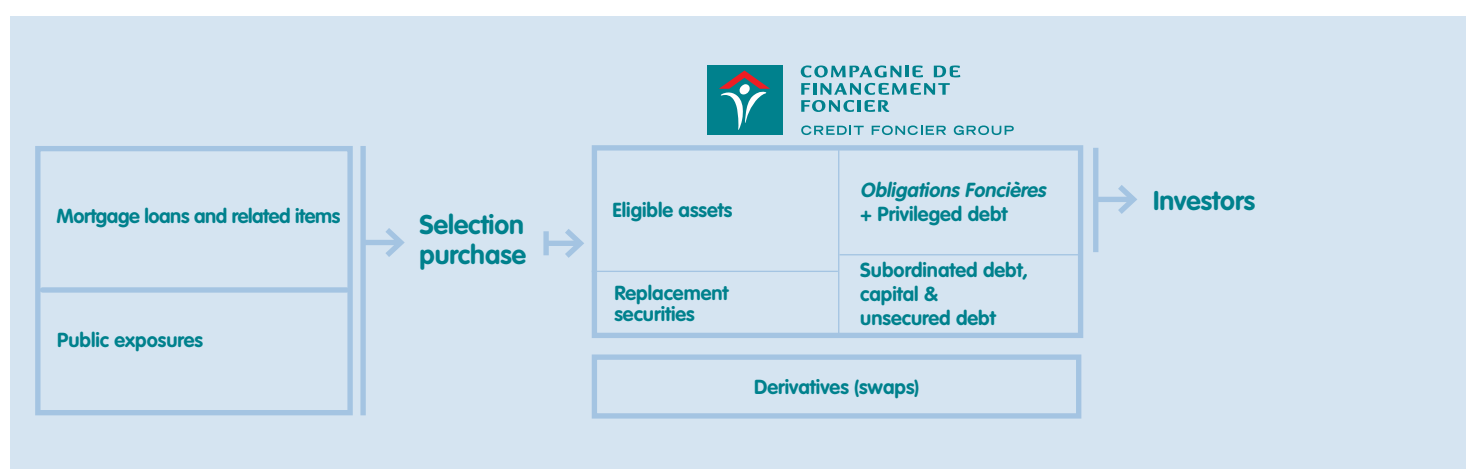 COMPAGNIE DE
FINANCEMENT
FONCIER
CREDIT FONCIER GROUP
Mortgage loans and related items
Public exposures
Selection
purchase
Eligible assets
Replacement
securities
Obligations Foncières
+ Privileged debt
Subordinated debt,
capital &
unsecured debt
Derivatives (swaps)
Investors